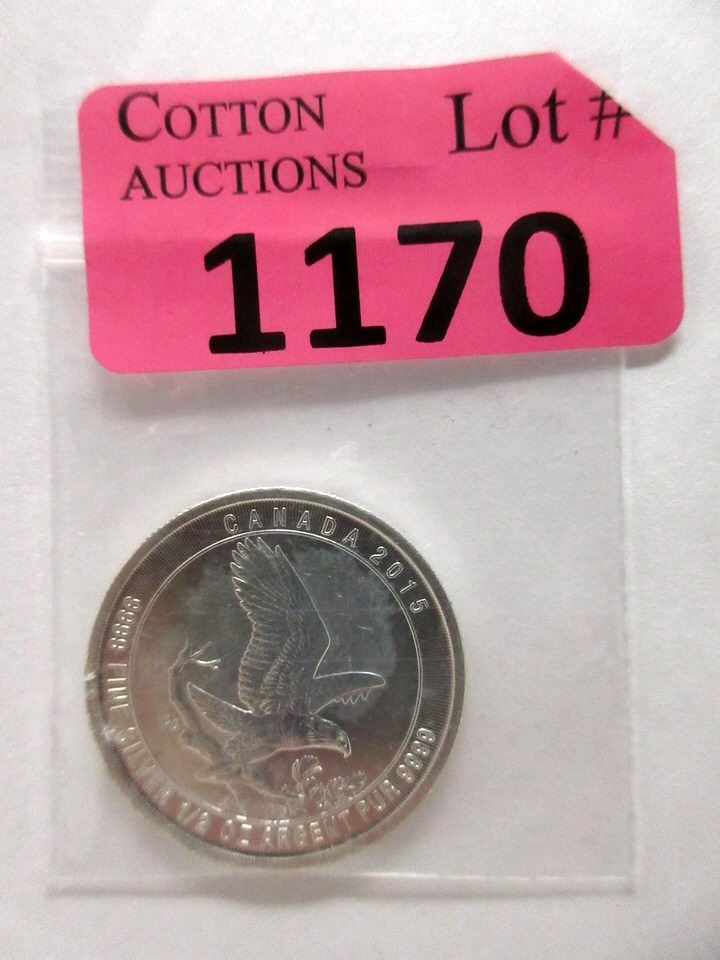 COTTON
AUCTIONS
Lot #
1170
CANADA 2015
9999 FINE SILVER 1/2 OZ ARGENT PUR 9999